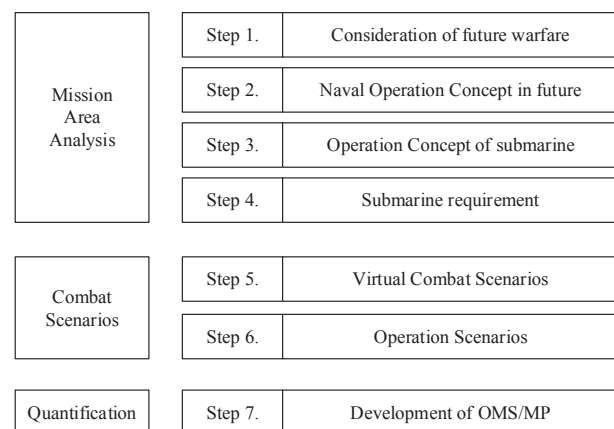 Mission
Area
Analysis
Step 1. Consideration of future warfare
Step 2. Naval Operation Concept in future
Step 3. Operation Concept of submarine
Step 4. Submarine requirement
Combat
Scenarios
Step 5. Virtual Combat Scenarios
Step 6. Operation Scenarios
Quantification
Step 7. Development of OMS/MP